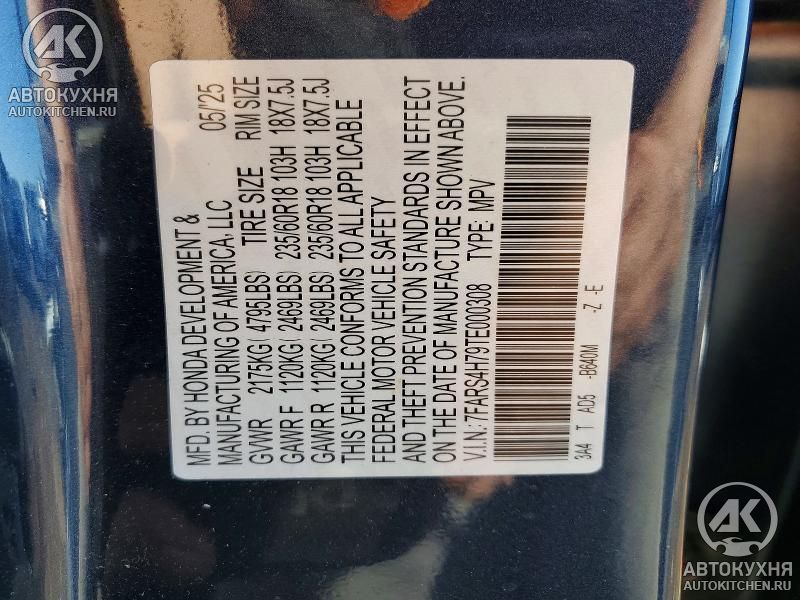 AK
АВТОКУХНЯ
AUTOKITCHEN.RU
MFD. BY HONDA DEVELOPMENT &
MANUFACTURING OF AMERICA, LLC 05/25
GVWR 2175KG( 4795LBS) TIRE SIZE RIM SIZE
GAWR F 1120KG( 2469LBS) 235/60R18 103H 18X7.5J
GAWR R 1120KG( 2469LBS) 235/60R18 103H 18X7.5J
THIS VEHICLE CONFORMS TO ALL APPLICABLE
FEDERAL MOTOR VEHICLE SAFETY
AND THEFT PREVENTION STANDARDS IN EFFECT
ON THE DATE OF MANUFACTURE SHOWN ABOVE.
V.I.N.: 7FARS4H79TE000308 TYPE: MPV
3A4 T AD5 -B640M -Z -E
AK
АВТОКУХНЯ
AUTOKITCHEN.RU